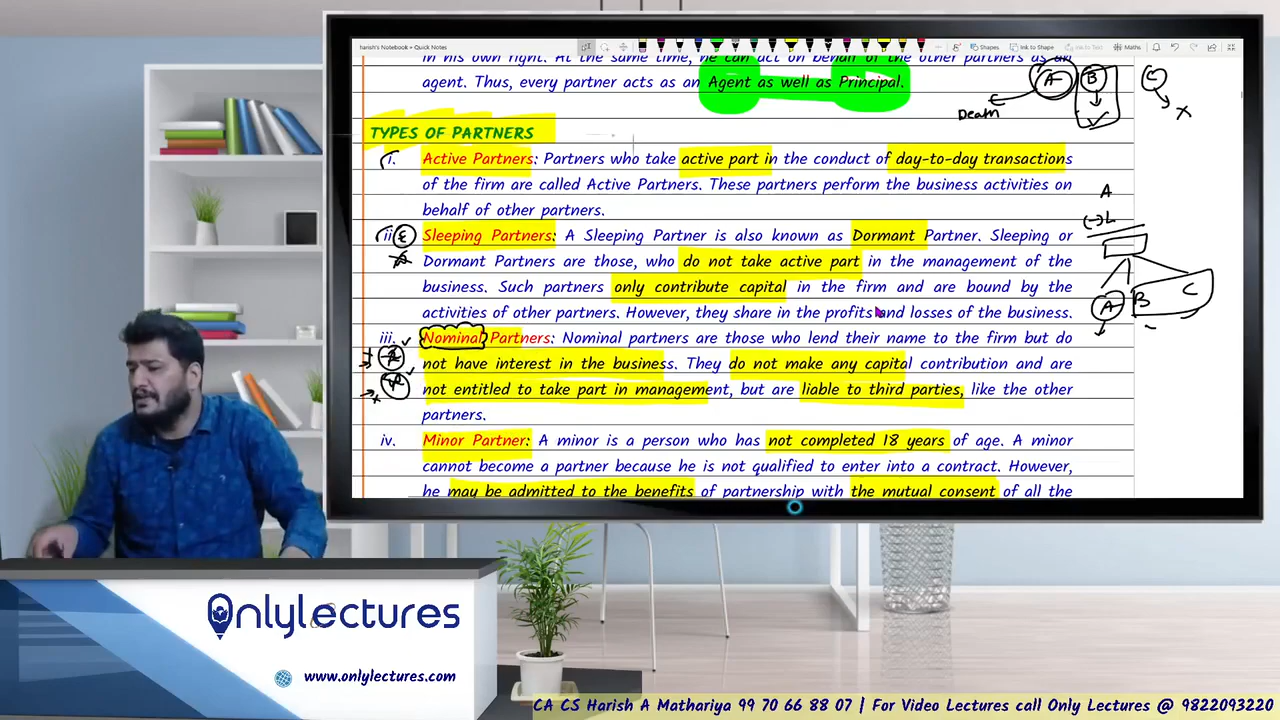 harish's Notebook > Quick Notes
Shapes
Ink to Shape
Ink to Text
Maths
in his own right. At the same time, he can act on behalf of the other partners as an
agent. Thus, every partner acts as an Agent as well as Principal.
A B C
Death
TYPES OF PARTNERS
i. Active Partners: Partners who take active part in the conduct of day-to-day transactions
of the firm are called Active Partners. These partners perform the business activities on
behalf of other partners.
A
ii. Sleeping Partners: A Sleeping Partner is also known as Dormant Partner. Sleeping or
Dormant Partners are those, who do not take active part in the management of the
business. Such partners only contribute capital in the firm and are bound by the
activities of other partners. However, they share in the profits and losses of the business.
A B C
iii. Nominal Partners: Nominal partners are those who lend their name to the firm but do
not have interest in the business. They do not make any capital contribution and are
not entitled to take part in management, but are liable to third parties, like the other
partners.
iv. Minor Partner: A minor is a person who has not completed 18 years of age. A minor
cannot become a partner because he is not qualified to enter into a contract. However,
he may be admitted to the benefits of partnership with the mutual consent of all the
Onlylectures
www.onlylectures.com
CA CS Harish A Mathariya 99 70 66 88 07 | For Video Lectures call Only Lectures @ 9822093220